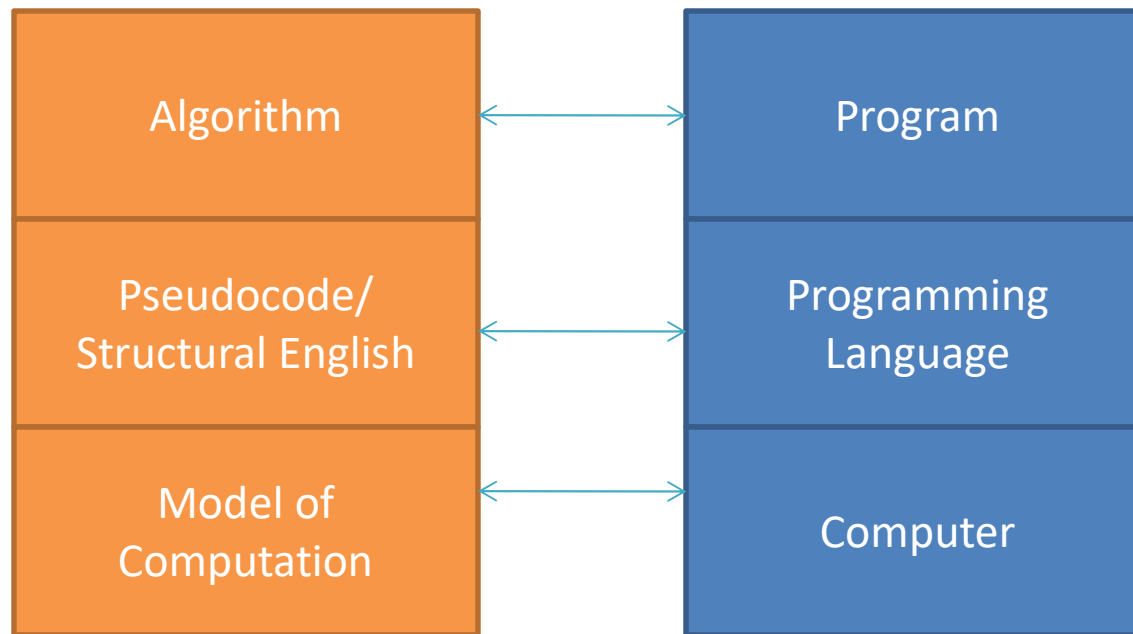 Algorithm
Program
Pseudocode/
Structural English
Programming
Language
Model of
Computation
Computer